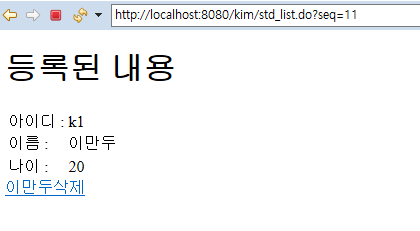 http://localhost:8080/kim/std_list.do?seq=11
등록된 내용
아이디 : k1
이름 : 이만두
나이 : 20
이만두삭제